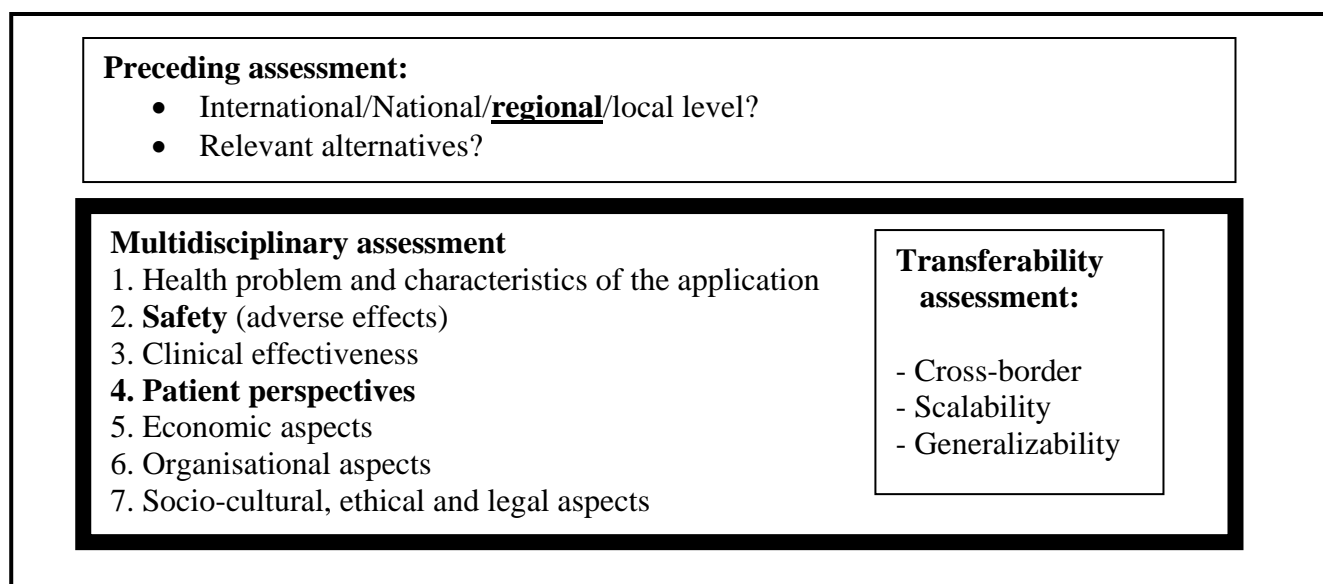 Preceding assessment:
• International/National/regional/local level?
• Relevant alternatives?
Multidisciplinary assessment
1. Health problem and characteristics of the application
2. Safety (adverse effects)
3. Clinical effectiveness
4. Patient perspectives
5. Economic aspects
6. Organisational aspects
7. Socio-cultural, ethical and legal aspects
Transferability
assessment:
- Cross-border
- Scalability
- Generalizability